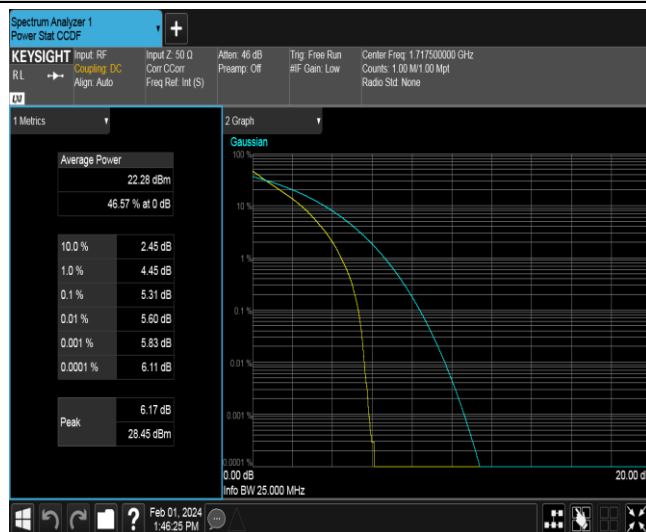 Spectrum Analyzer 1
Power Stat CCDF
+
KEYSIGHT
RL
LXI
Input: RF
Coupling: DC
Align: Auto
Input Z: 50 Ω
Corr CCorr
Freq Ref: Int (S)
Atten: 46 dB
Preamp: Off
Trig: Free Run
#IF Gain: Low
Center Freq: 1.717500000 GHz
Counts: 1.00 M/1.00 Mpt
Radio Std: None
1 Metrics
Average Power
22.28 dBm
46.57 % at 0 dB
10.0 % 2.45 dB
1.0 % 4.45 dB
0.1 % 5.31 dB
0.01 % 5.60 dB
0.001 % 5.83 dB
0.0001 % 6.11 dB
Peak
6.17 dB
28.45 dBm
2 Graph
Gaussian
100 %
10 %
1 %
0.1 %
0.01 %
0.001 %
0.0001 %
0.00 dB
20.00 d
Info BW 25.000 MHz
?
Feb 01, 2024
1:46:25 PM